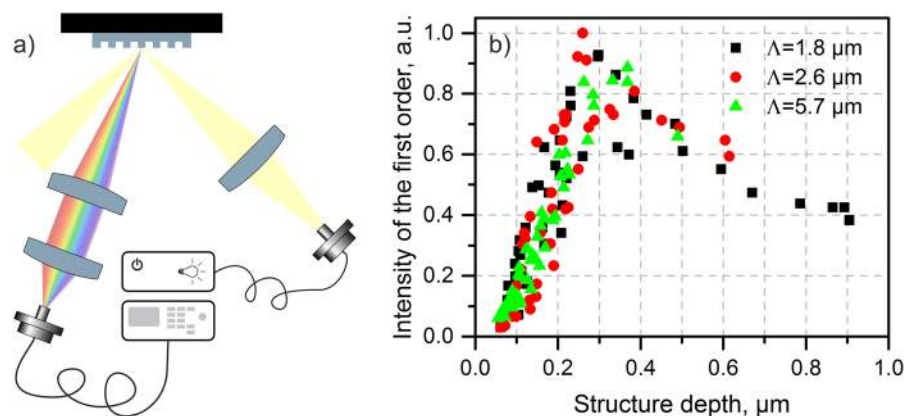 a)
b)
Intensity of the first order, a.u.
1.0
0.8
0.6
0.4
0.2
0.0
Λ=1.8 μm
Λ=2.6 μm
Λ=5.7 μm
0.0 0.2 0.4 0.6 0.8 1.0
Structure depth, μm